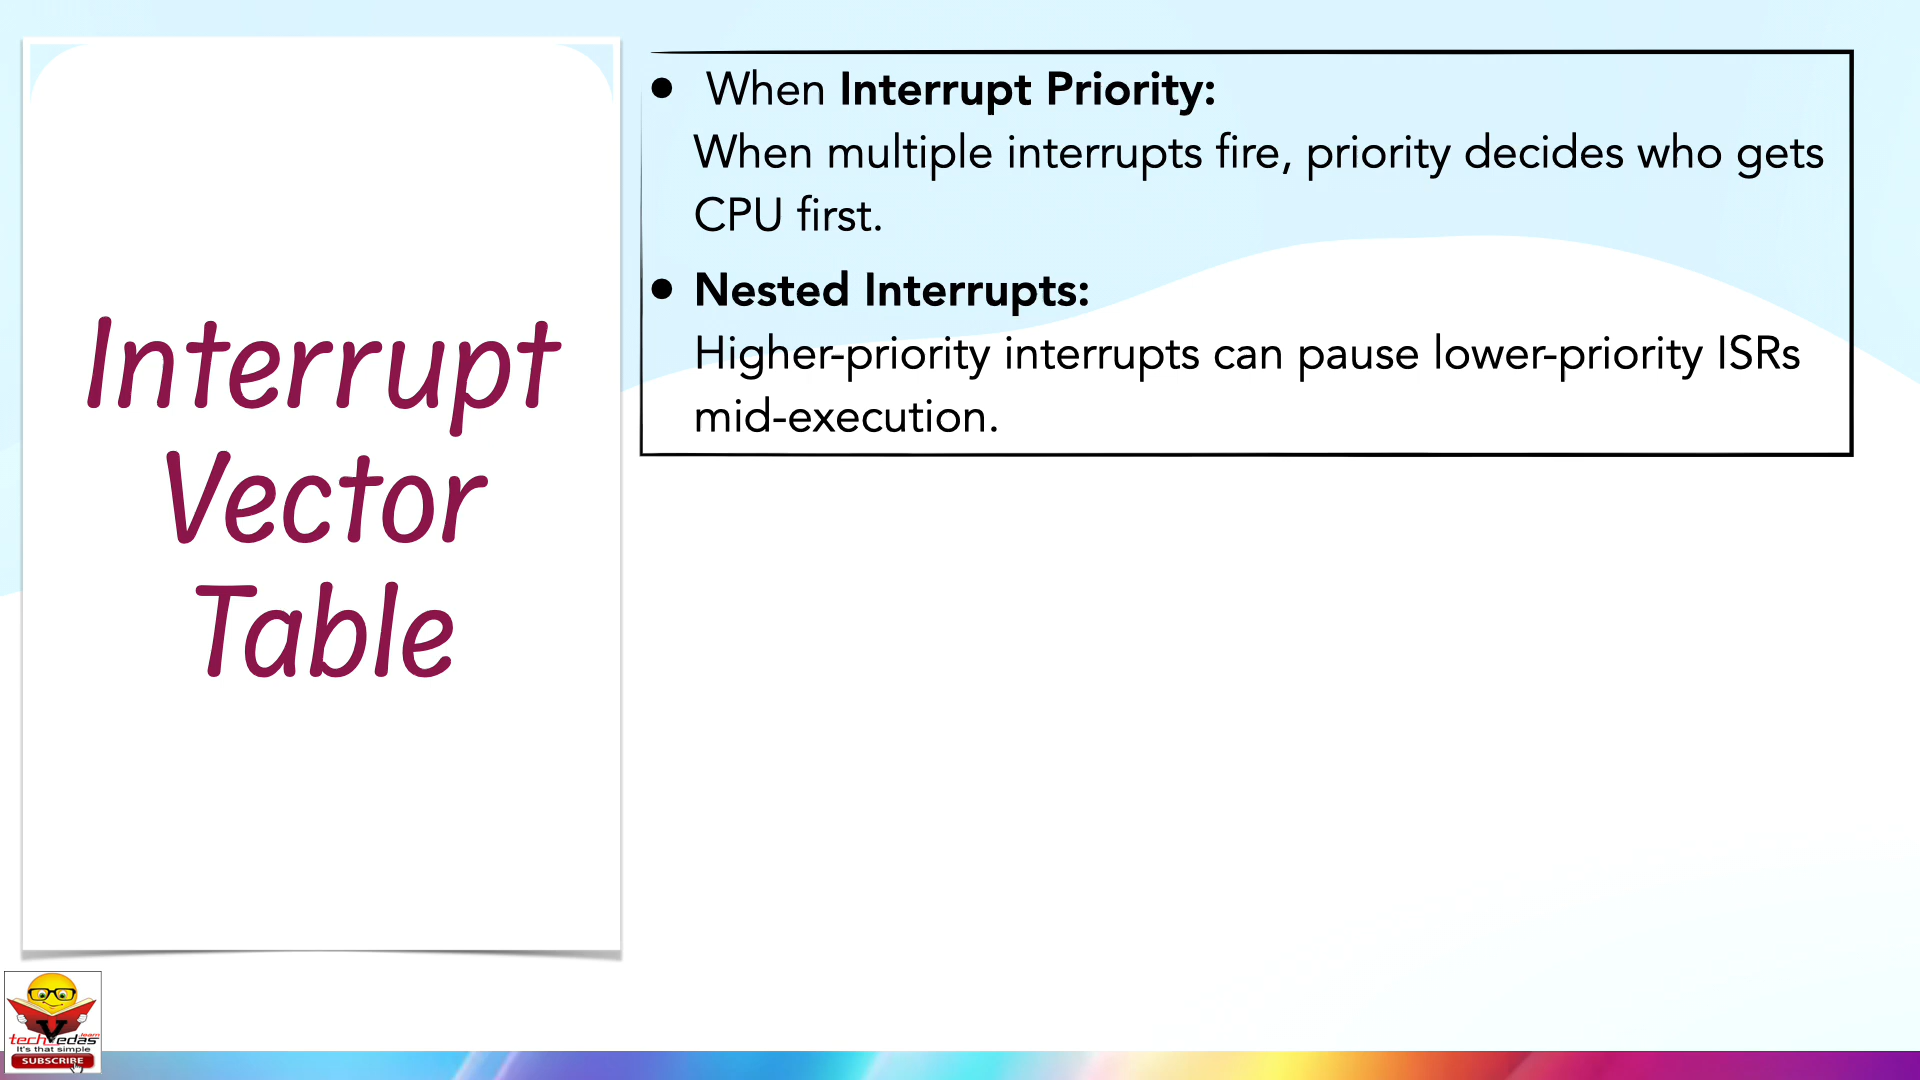 Interrupt
Vector
Table
● When Interrupt Priority:
When multiple interrupts fire, priority decides who gets
CPU first.
● Nested Interrupts:
Higher-priority interrupts can pause lower-priority ISRs
mid-execution.
learn
techVedas
it's that simple
SUBSCRIBE